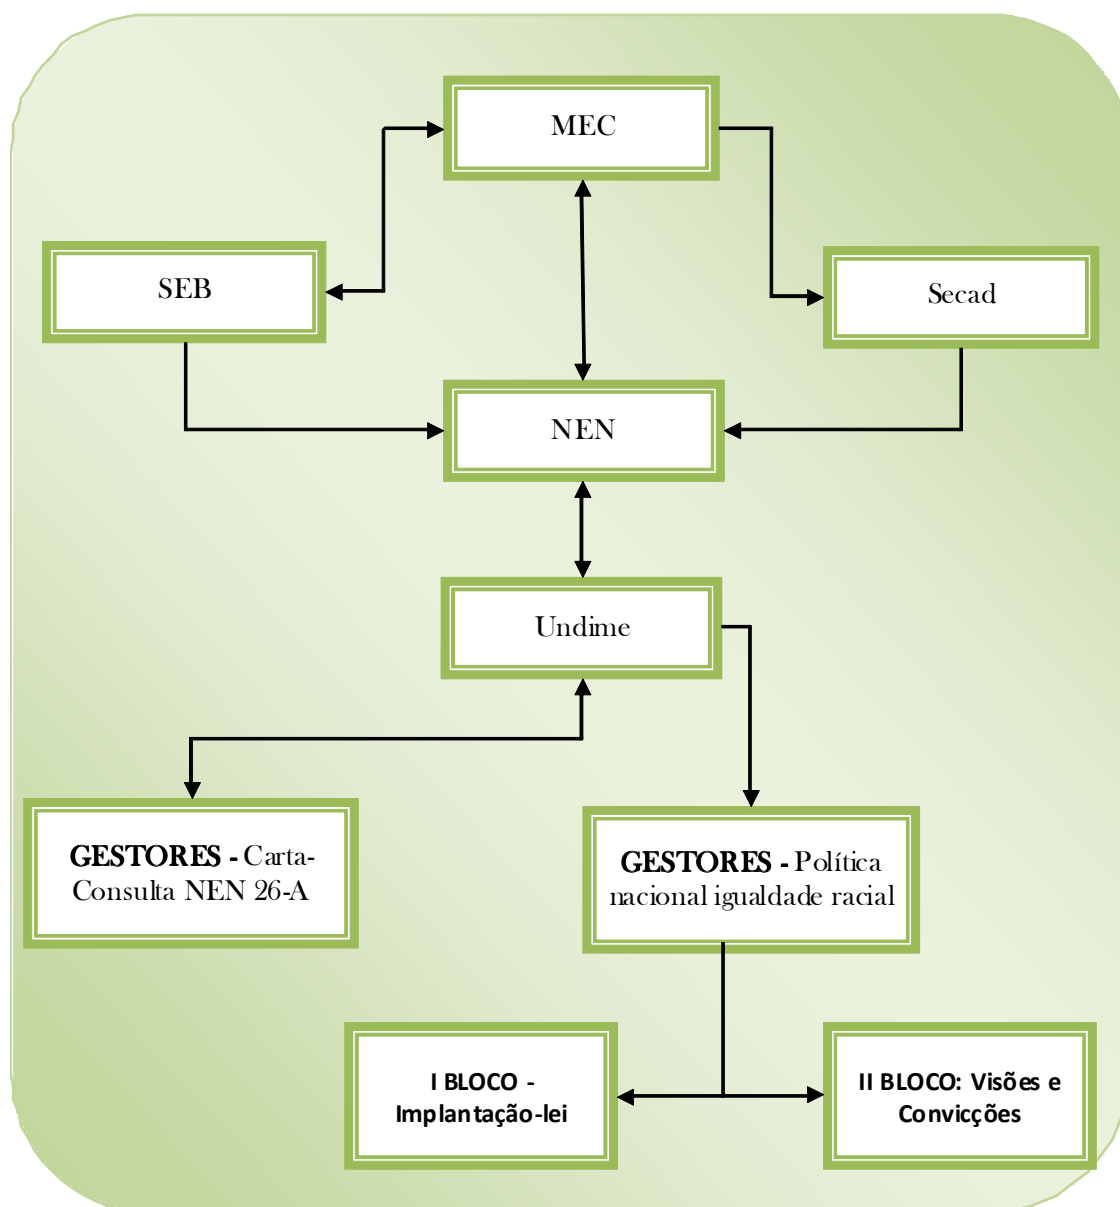 MEC
SEB
Secad
NEN
Undime
GESTORES - Carta-
Consulta NEN 26-A
GESTORES - Política
nacional igualdade racial
I BLOCO -
Implantação-lei
II BLOCO: Visões e
Convicções